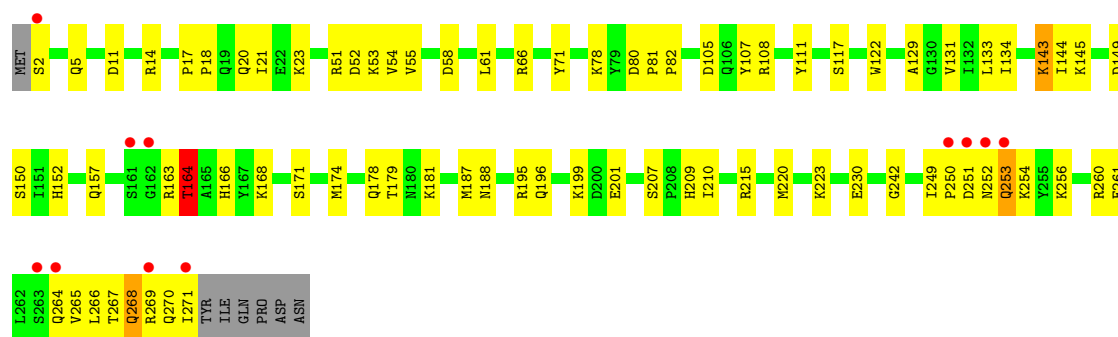 MET S2 Q5 D11 R14 P17 P18 Q19 Q20 I21 E22 K23 R51 D52 K53 V54 V55 D58 L61 R66 Y71 K78 Y79 D80 P81 P82 D105 Q106 Y107 R108 Y111 S117 W122 A129 G130 V131 I132 L133 I134 K143 I144 K145 D149
S150 I151 H152 Q157 S161 G162 R163 T164 A165 H166 Y167 K168 S171 M174 Q178 T179 N180 K181 M187 N188 R195 Q196 K199 D200 E201 S207 P208 H209 I210 R215 M220 K223 E230 G242 I249 P250 D251 N252 Q253 K254 Y255 K256 R260
L262 S263 Q264 V265 L266 T267 Q268 R269 Q270 I271 TYR ILE GLN PRO ASP ASN